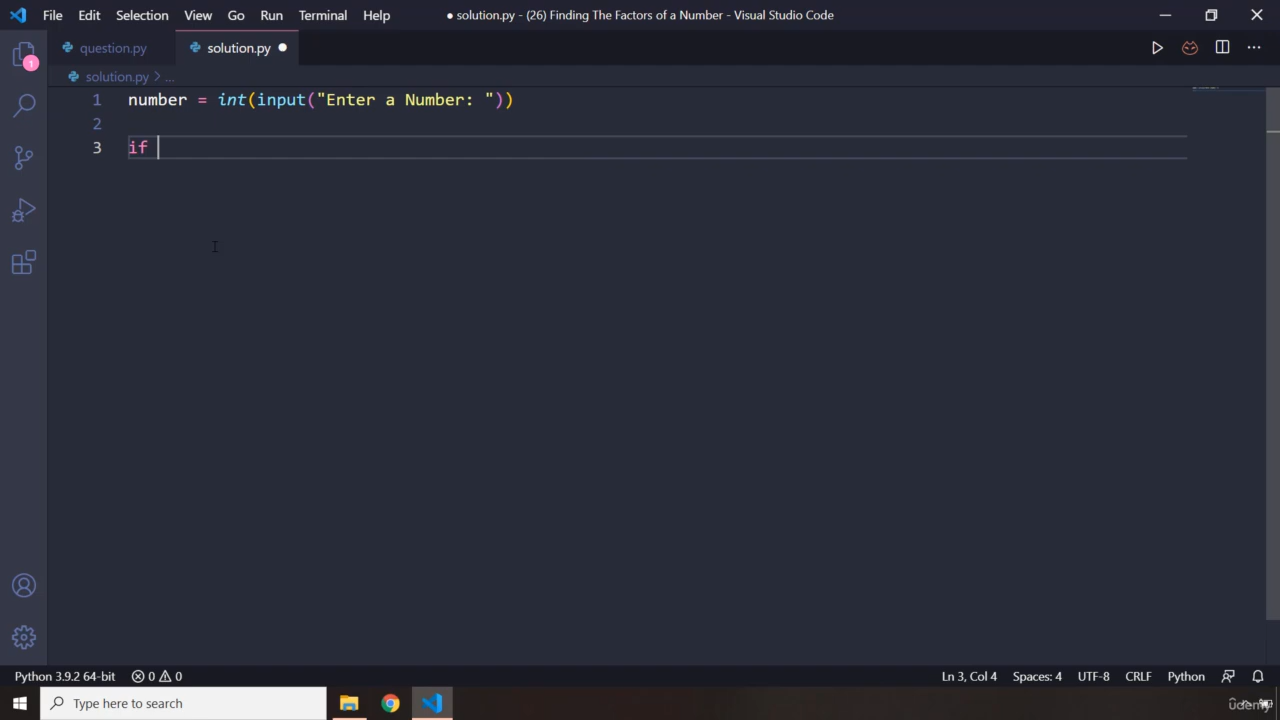 File Edit Selection View Go Run Terminal Help
● solution.py - (26) Finding The Factors of a Number - Visual Studio Code
question.py solution.py
solution.py > ...
1 number = int(input("Enter a Number: "))
2
3 if
1
Python 3.9.2 64-bit 0 0 Ln 3, Col 4 Spaces: 4 UTF-8 CRLF Python
Type here to search
Udemy